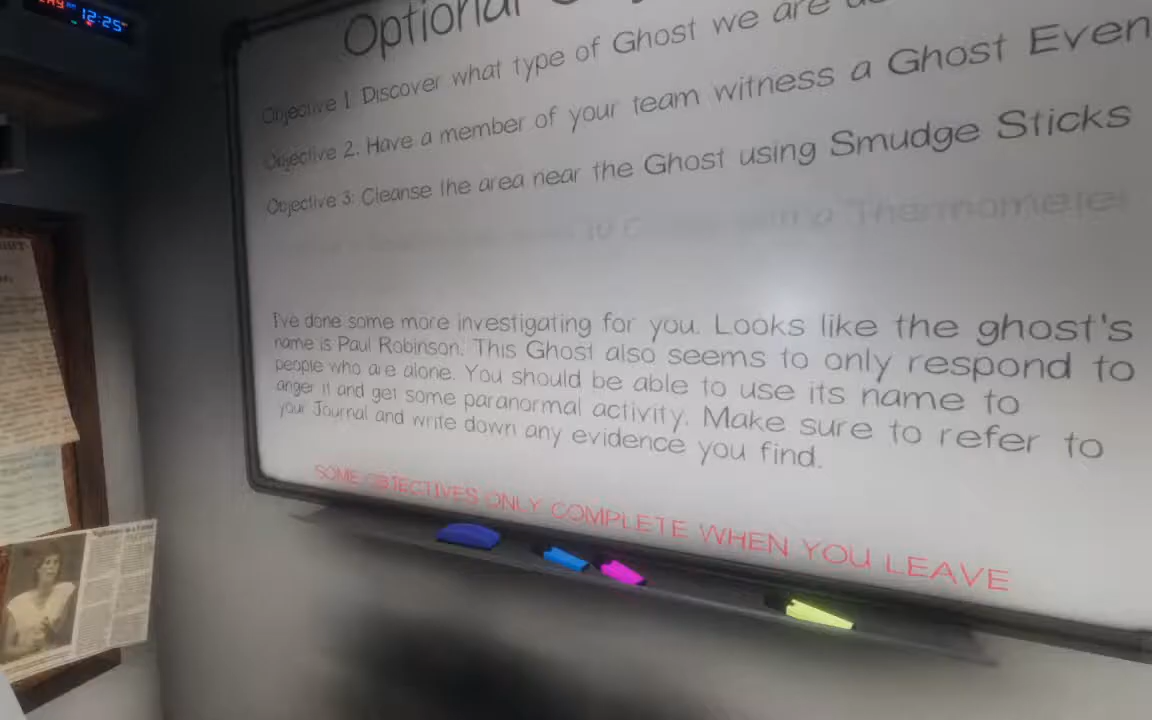 12:25
Optional
Objective 1. Discover what type of Ghost we are
Objective 2. Have a member of your team witness a Ghost Even
Objective 3: Cleanse the area near the Ghost using Smudge Sticks
Thermometer
I've done some more investigating for you. Looks like the ghost's
name is Paul Robinson. This Ghost also seems to only respond to
people who are alone. You should be able to use its name to
anger it and get some paranormal activity. Make sure to refer to
your Journal and write down any evidence you find.
SOME OBJECTIVES ONLY COMPLETE WHEN YOU LEAVE